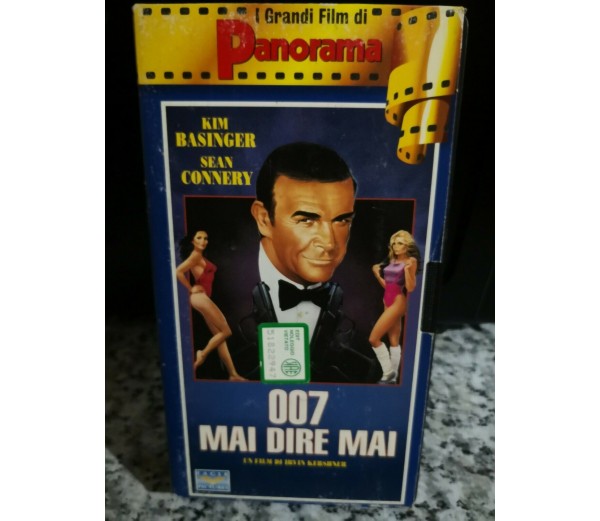 I Grandi Film di
Panorama
KIM
BASINGER
SEAN
CONNERY
007
MAI DIRE MAI
UN FILM DI IRVIN KERSHNER